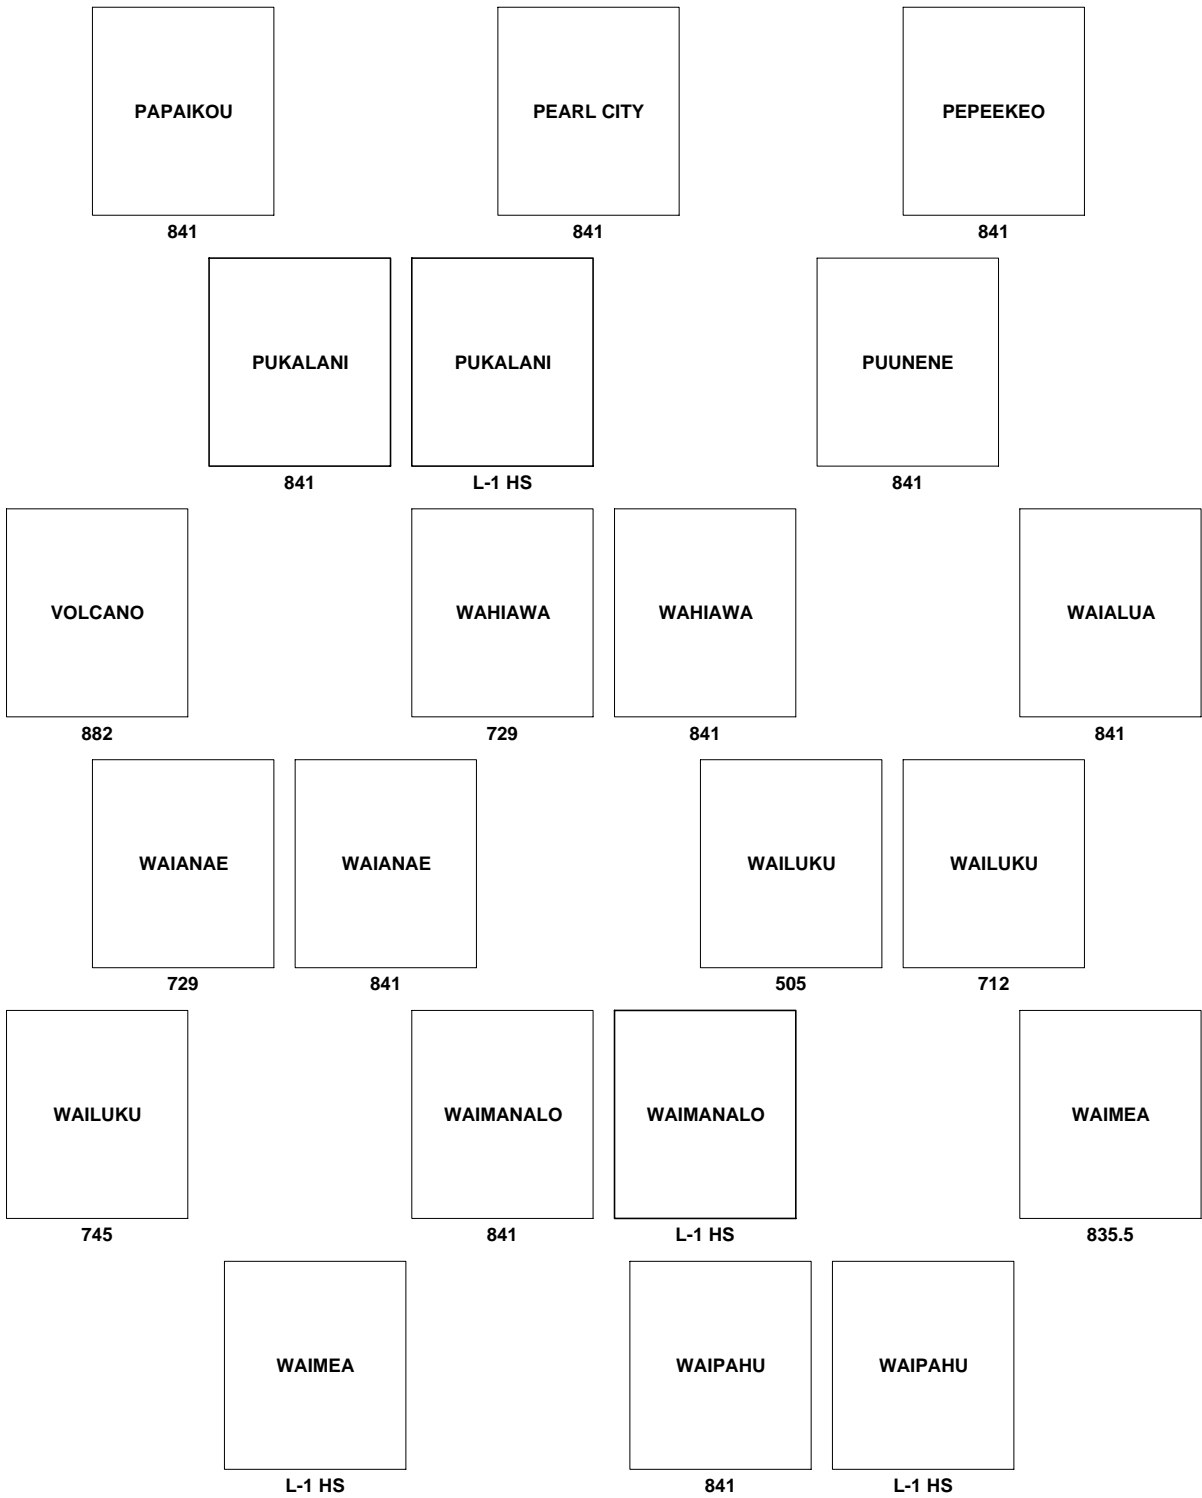 PAPAIKOU PEARL CITY PEPEEKEO
841 841 841
PUKALANI PUKALANI PUUNENE
841 L-1 HS 841
VOLCANO WAHIAWA WAHIAWA WAIALUA
882 729 841 841
WAIANAE WAIANAE WAILUKU WAILUKU
729 841 505 712
WAILUKU WAIMANALO WAIMANALO WAIMEA
745 841 L-1 HS 835.5
WAIMEA WAIPAHU WAIPAHU
L-1 HS 841 L-1 HS